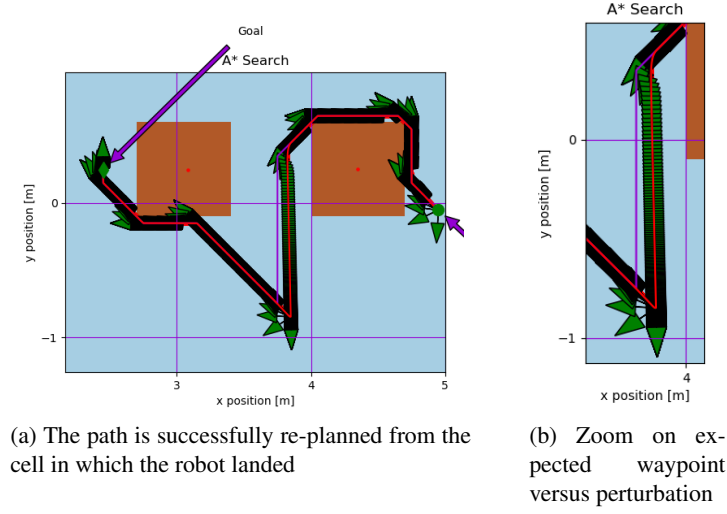 Goal
A* Search
y position [m]
0
−1
3
4
5
x position [m]
(a) The path is successfully re-planned from the
cell in which the robot landed
A* Search
y position [m]
0
−1
4
x position [m]
(b) Zoom on ex-
pected waypoint
versus perturbation